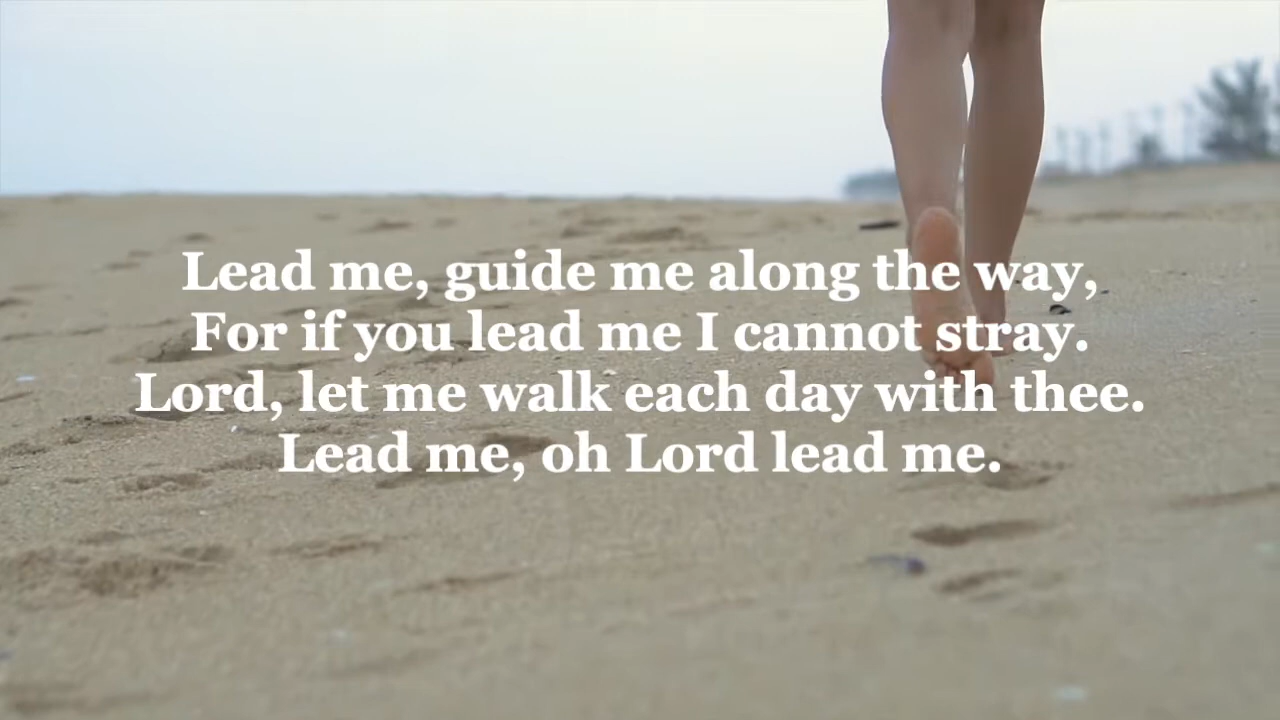 Lead me, guide me along the way,
For if you lead me I cannot stray.
Lord, let me walk each day with thee.
Lead me, oh Lord lead me.